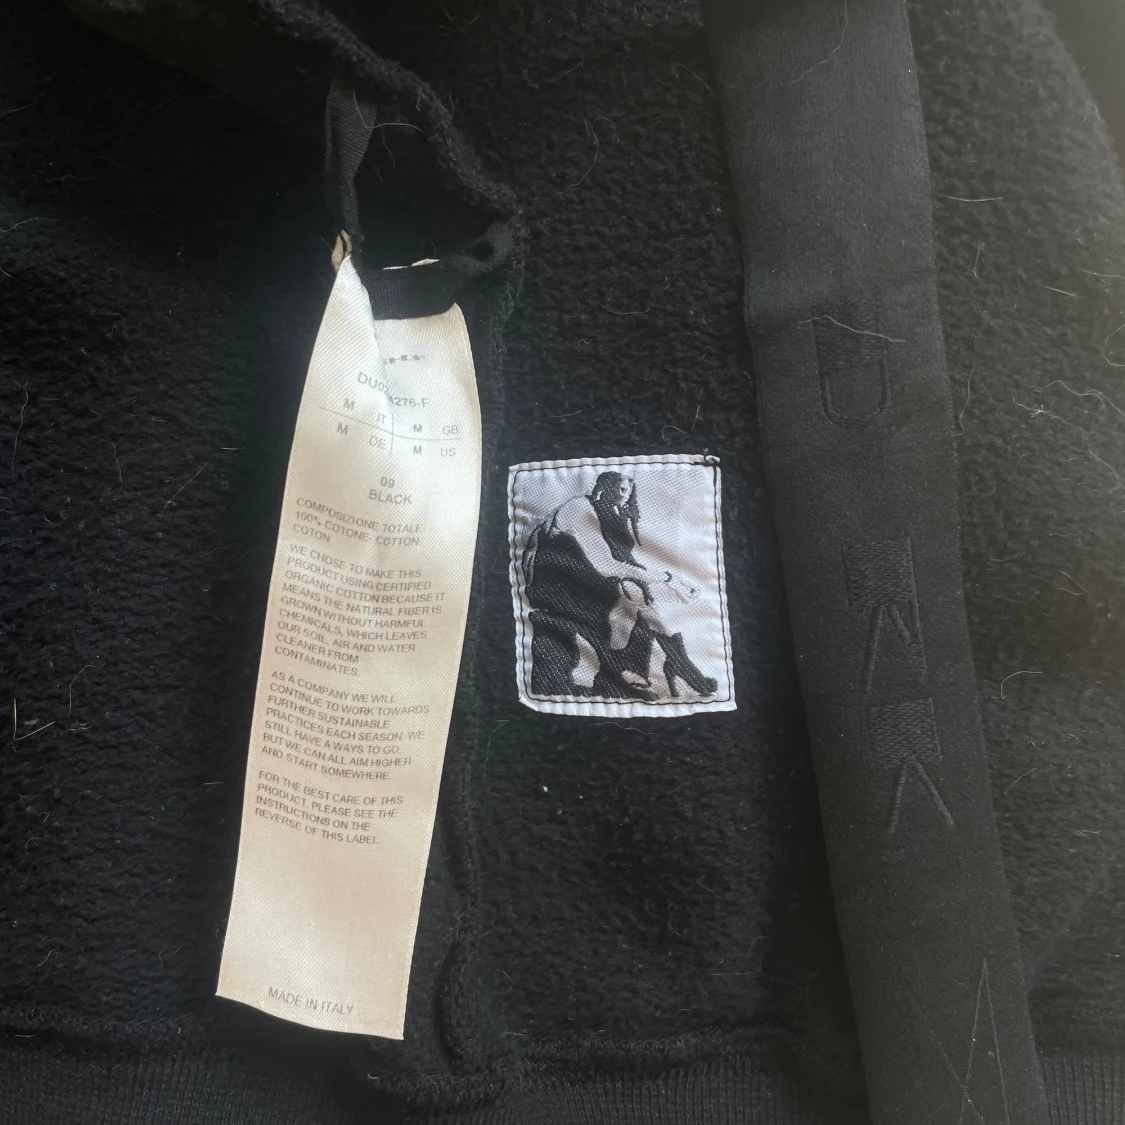 DU02
4276-F
M IT M GB
M DE M US
09
BLACK
COMPOSIZIONE TOTALE
100% COTONE- COTTON-
COTON
WE CHOSE TO MAKE THIS
PRODUCT USING CERTIFIED
ORGANIC COTTON BECAUSE IT
MEANS THE NATURAL FIBER IS
GROWN WITHOUT HARMFUL
CHEMICALS, WHICH LEAVES
OUR SOIL, AIR AND WATER
CLEANER FROM
CONTAMINATES.
AS A COMPANY WE WILL
CONTINUE TO WORK TOWARDS
FURTHER SUSTAINABLE
PRACTICES EACH SEASON. WE
STILL HAVE A WAYS TO GO.
BUT WE CAN ALL AIM HIGHER
AND START SOMEWHERE.
FOR THE BEST CARE OF THIS
PRODUCT, PLEASE SEE THE
INSTRUCTIONS ON THE
REVERSE OF THIS LABEL.
MADE IN ITALY